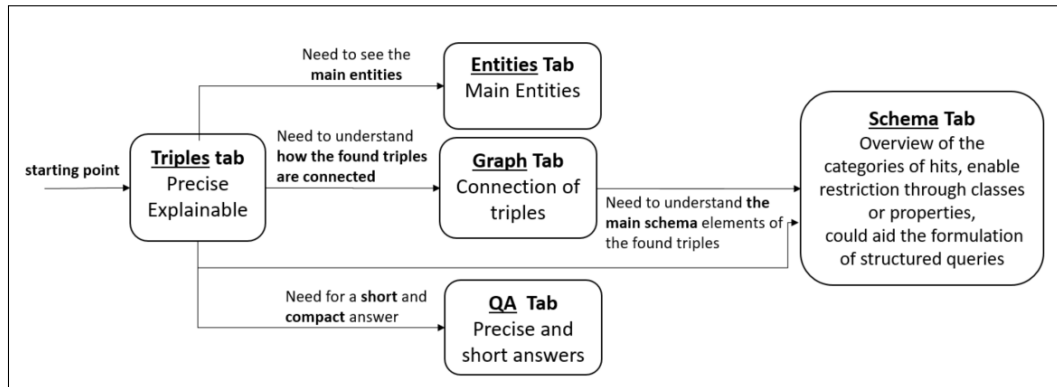 starting point
Triples tab
Precise
Explainable
Need to see the
main entities
Entities Tab
Main Entities
Need to understand
how the found triples
are connected
Graph Tab
Connection of
triples
Need to understand the
main schema elements of
the found triples
Schema Tab
Overview of the
categories of hits, enable
restriction through classes
or properties,
could aid the formulation
of structured queries
Need for a short and
compact answer
QA Tab
Precise and
short answers